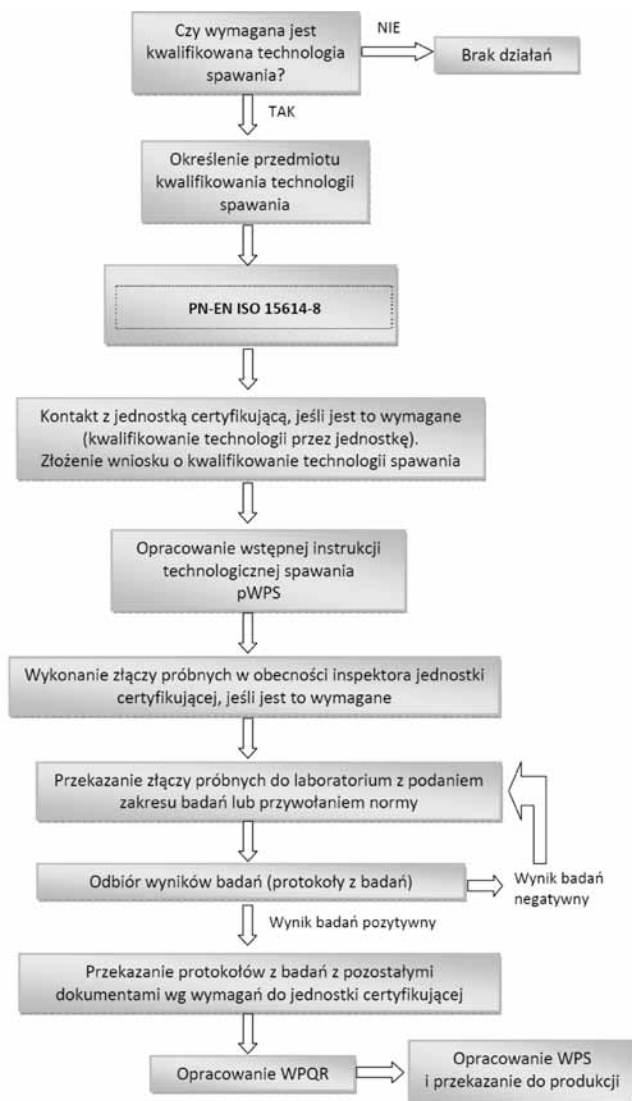 Czy wymagana jest
kwalifikowana technologia
spawania?
NIE
Brak działań
TAK
Określenie przedmiotu
kwalifikowania technologii
spawania
PN-EN ISO 15614-8
Kontakt z jednostką certyfikującą, jeśli jest to wymagane
(kwalifikowanie technologii przez jednostkę).
Złożenie wniosku o kwalifikowanie technologii spawania
Opracowanie wstępnej instrukcji
technologicznej spawania
pWPS
Wykonanie złączy próbnych w obecności inspektora jednostki
certyfikującej, jeśli jest to wymagane
Przekazanie złączy próbnych do laboratorium z podaniem
zakresu badań lub przywołaniem normy
Odbiór wyników badań (protokoły z badań)
Wynik badań
negatywny
Wynik badań pozytywny
Przekazanie protokołów z badań z pozostałymi
dokumentami wg wymagań do jednostki certyfikującej
Opracowanie WPQR
Opracowanie WPS
i przekazanie do produkcji